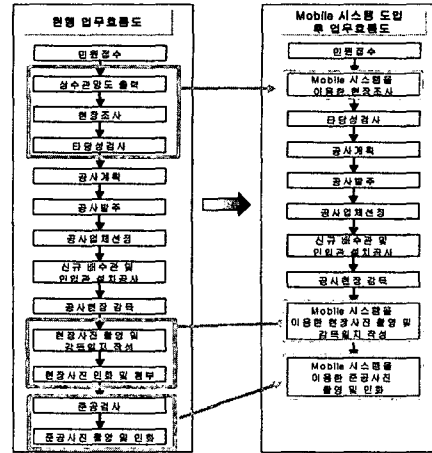 현행 업무흐름도
민원접수
상수관망도 출력
현장조사
타당성검사
공사계획
공사발주
공사업체선정
신규 배수관 및
인입관 설치공사
공사현장 감독
현장사진 촬영 및
감독일지 작성
현장사진 인화 및 첨부
준공검사
준공사진 촬영 및 인화
Mobile 시스템 도입
후 업무흐름도
민원접수
Mobile 시스템을
이용한 현장조사
타당성검사
공사계획
공사발주
공사업체선정
신규 배수관 및
인입관 설치공사
공사현장 감독
Mobile 시스템을
이용한 현장사진 촬영 및
감독일지 작성
Mobile 시스템을
이용한 준공사진
촬영 및 인화